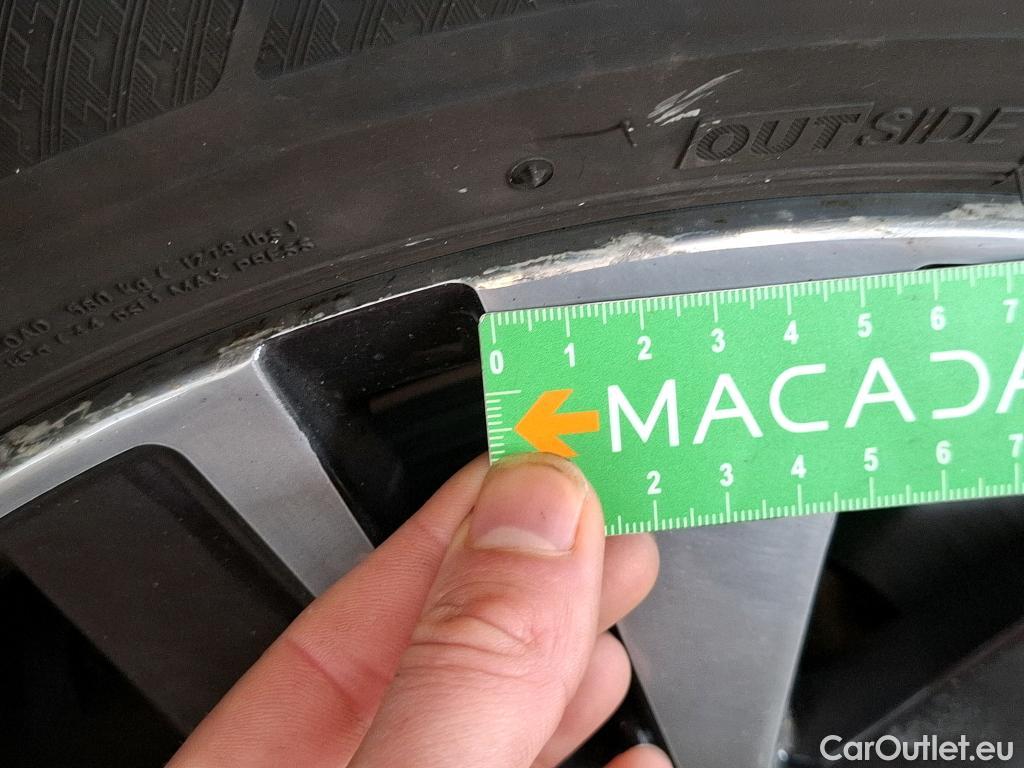 OUTSIDE
LOAD 580 kg ( 1279 lbs )
MAX PRESS
0 1 2 3 4 5 6 7
MACADA
2 3 4 5 6 7
CarOutlet.eu